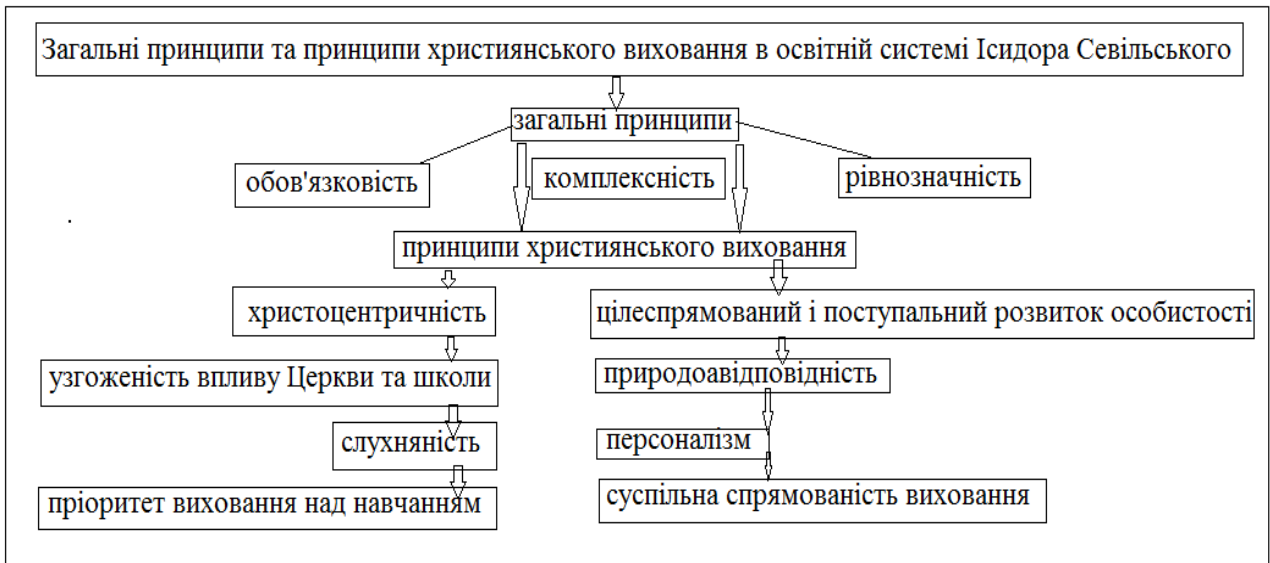 Загальні принципи та принципи християнського виховання в освітній системі Ісидора Севільського
загальні принципи
обов'язковість
комплексність
рівнозначність
принципи християнського виховання
христоцентричність
цілеспрямований і поступальний розвиток особистості
узгоженість впливу Церкви та школи
природоавідповідність
слухняність
персоналізм
пріоритет виховання над навчанням
суспільна спрямованість виховання